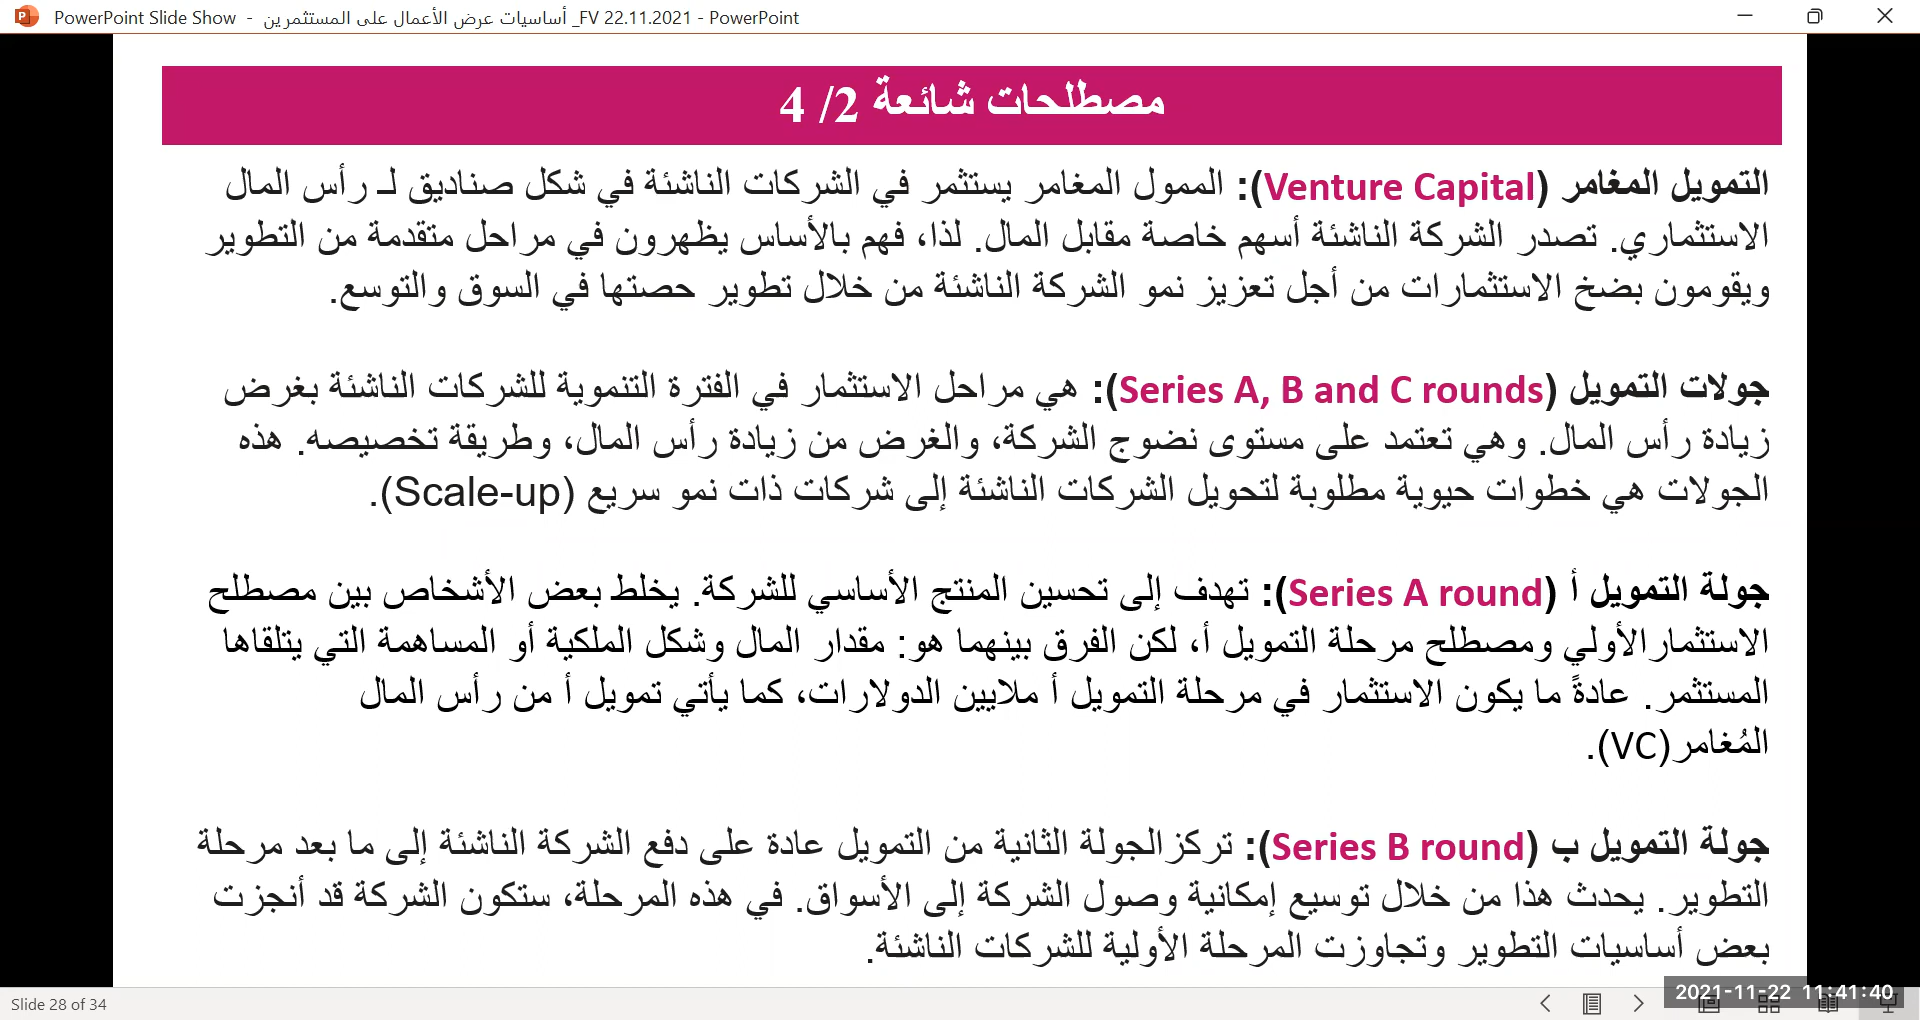 PowerPoint Slide Show - أساسيات عرض الأعمال على المستثمرين _FV 22.11.2021 - PowerPoint
مصطلحات شائعة 2/ 4
التمويل المغامر (Venture Capital): الممول المغامر يستثمر في الشركات الناشئة في شكل صناديق لـ رأس المال
الاستثماري. تصدر الشركة الناشئة أسهم خاصة مقابل المال. لذا، فهم بالأساس يظهرون في مراحل متقدمة من التطوير
ويقومون بضخ الاستثمارات من أجل تعزيز نمو الشركة الناشئة من خلال تطوير حصتها في السوق والتوسع.
جولات التمويل (Series A, B and C rounds): هي مراحل الاستثمار في الفترة التنموية للشركات الناشئة بغرض
زيادة رأس المال. وهي تعتمد على مستوى نضوج الشركة، والغرض من زيادة رأس المال، وطريقة تخصيصه. هذه
الجولات هي خطوات حيوية مطلوبة لتحويل الشركات الناشئة إلى شركات ذات نمو سريع (Scale-up).
جولة التمويل أ (Series A round): تهدف إلى تحسين المنتج الأساسي للشركة. يخلط بعض الأشخاص بين مصطلح
الاستثمارالأولي ومصطلح مرحلة التمويل أ، لكن الفرق بينهما هو: مقدار المال وشكل الملكية أو المساهمة التي يتلقاها
المستثمر. عادةً ما يكون الاستثمار في مرحلة التمويل أ ملايين الدولارات، كما يأتي تمويل أ من رأس المال
المُغامر(VC).
جولة التمويل ب (Series B round): تركزالجولة الثانية من التمويل عادة على دفع الشركة الناشئة إلى ما بعد مرحلة
التطوير. يحدث هذا من خلال توسيع إمكانية وصول الشركة إلى الأسواق. في هذه المرحلة، ستكون الشركة قد أنجزت
بعض أساسيات التطوير وتجاوزت المرحلة الأولية للشركات الناشئة.
Slide 28 of 34
2021-11-22 11:41:40